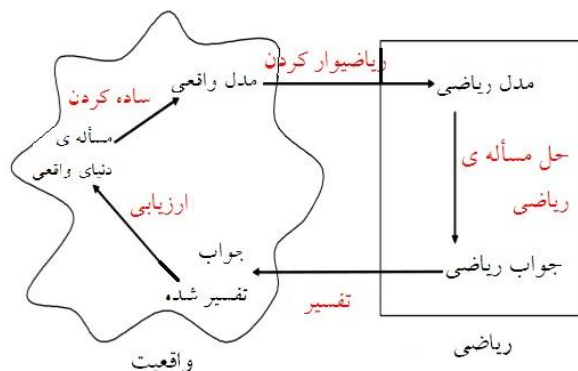 ریاضیوار کردن
مدل واقعی
مدل ریاضی
ساده کردن
مسأله ی
دنیای واقعی
حل مسأله ی
ریاضی
ارزیابی
جواب
تفسیر شده
جواب ریاضی
تفسیر
ریاضی
واقعیت